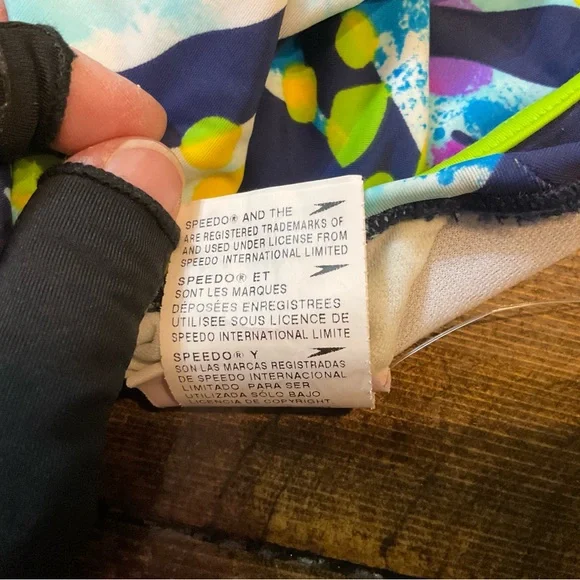 SPEEDO® AND THE
ARE REGISTERED TRADEMARKS OF
AND USED UNDER LICENSE FROM
SPEEDO INTERNATIONAL LIMITED
SPEEDO® ET
SONT LES MARQUES
DÉPOSÉES ENREGISTREES
UTILISEE SOUS LICENCE DE
SPEEDO INTERNATIONAL LIMITE
SPEEDO® Y
SON LAS MARCAS REGISTRADAS
DE SPEEDO INTERNACIONAL
LIMITADO PARA SER
UTILIZADA SÓLO BAJO
LICENCIA DE COPYRIGHT.